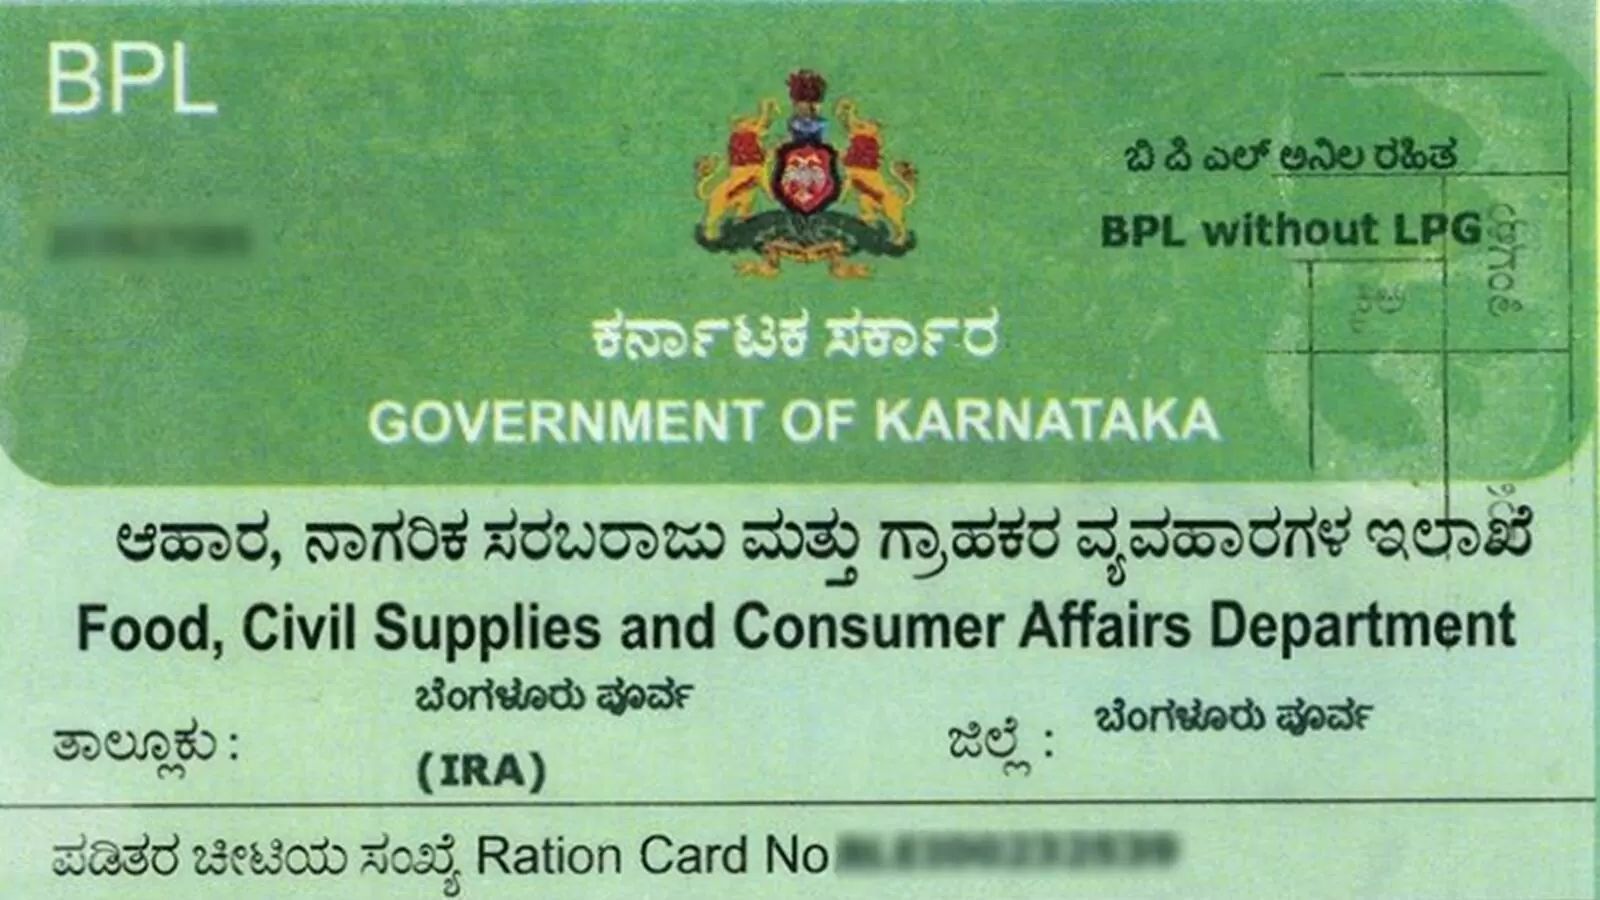 BPL
ಬಿ ಪಿ ಎಲ್ ಅನಿಲ ರಹಿತ
BPL without LPG
ಕರ್ನಾಟಕ ಸರ್ಕಾರ
GOVERNMENT OF KARNATAKA
ಆಹಾರ, ನಾಗರಿಕ ಸರಬರಾಜು ಮತ್ತು ಗ್ರಾಹಕರ ವ್ಯವಹಾರಗಳ ಇಲಾಖೆ
Food, Civil Supplies and Consumer Affairs Department
ತಾಲ್ಲೂಕು : ಬೆಂಗಳೂರು ಪೂರ್ವ (IRA)
ಜಿಲ್ಲೆ : ಬೆಂಗಳೂರು ಪೂರ್ವ
ಪಡಿತರ ಚೀಟಿಯ ಸಂಖ್ಯೆ Ration Card No